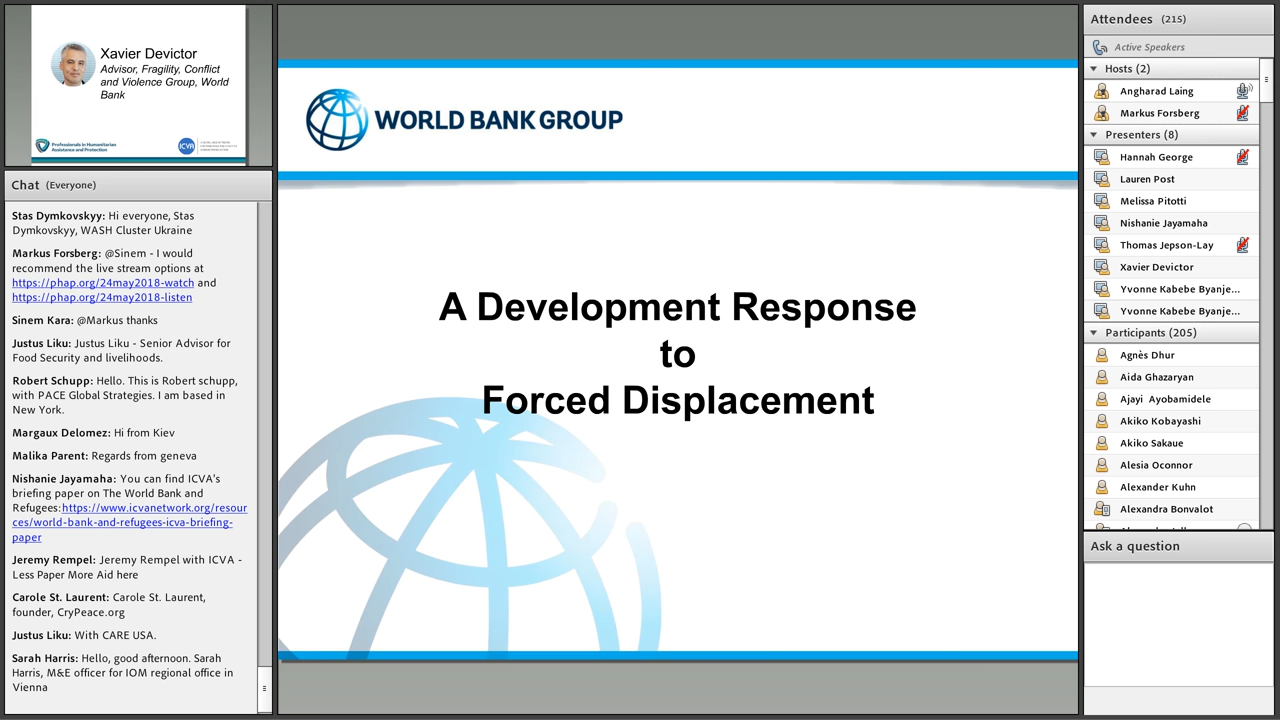 Xavier Devictor
Advisor, Fragility, Conflict
and Violence Group, World
Bank
Professionals in Humanitarian
Assistance and Protection
ICVA
Chat (Everyone)
Stas Dymkovskyy: Hi everyone, Stas
Dymkovskyy, WASH Cluster Ukraine
Markus Forsberg: @Sinem - I would
recommend the live stream options at
https://phap.org/24may2018-watch and
https://phap.org/24may2018-listen
Sinem Kara: @Markus thanks
Justus Liku: Justus Liku - Senior Advisor for
Food Security and livelihoods.
Robert Schupp: Hello. This is Robert schupp,
with PACE Global Strategies. I am based in
New York.
Margaux Delomez: Hi from Kiev
Malika Parent: Regards from geneva
Nishanie Jayamaha: You can find ICVA's
briefing paper on The World Bank and
Refugees:https://www.icvanetwork.org/resour
ces/world-bank-and-refugees-icva-briefing-
paper
Jeremy Rempel: Jeremy Rempel with ICVA -
Less Paper More Aid here
Carole St. Laurent: Carole St. Laurent,
founder, CryPeace.org
Justus Liku: With CARE USA.
Sarah Harris: Hello, good afternoon. Sarah
Harris, M&E officer for IOM regional office in
Vienna
WORLD BANK GROUP
A Development Response
to
Forced Displacement
Attendees (215)
Active Speakers
Hosts (2)
Angharad Laing
Markus Forsberg
Presenters (8)
Hannah George
Lauren Post
Melissa Pitotti
Nishanie Jayamaha
Thomas Jepson-Lay
Xavier Devictor
Yvonne Kabebe Byanje...
Yvonne Kabebe Byanje...
Participants (205)
Agnès Dhur
Aida Ghazaryan
Ajayi Ayobamidele
Akiko Kobayashi
Akiko Sakaue
Alesia Oconnor
Alexander Kuhn
Alexandra Bonvalot
Ask a question